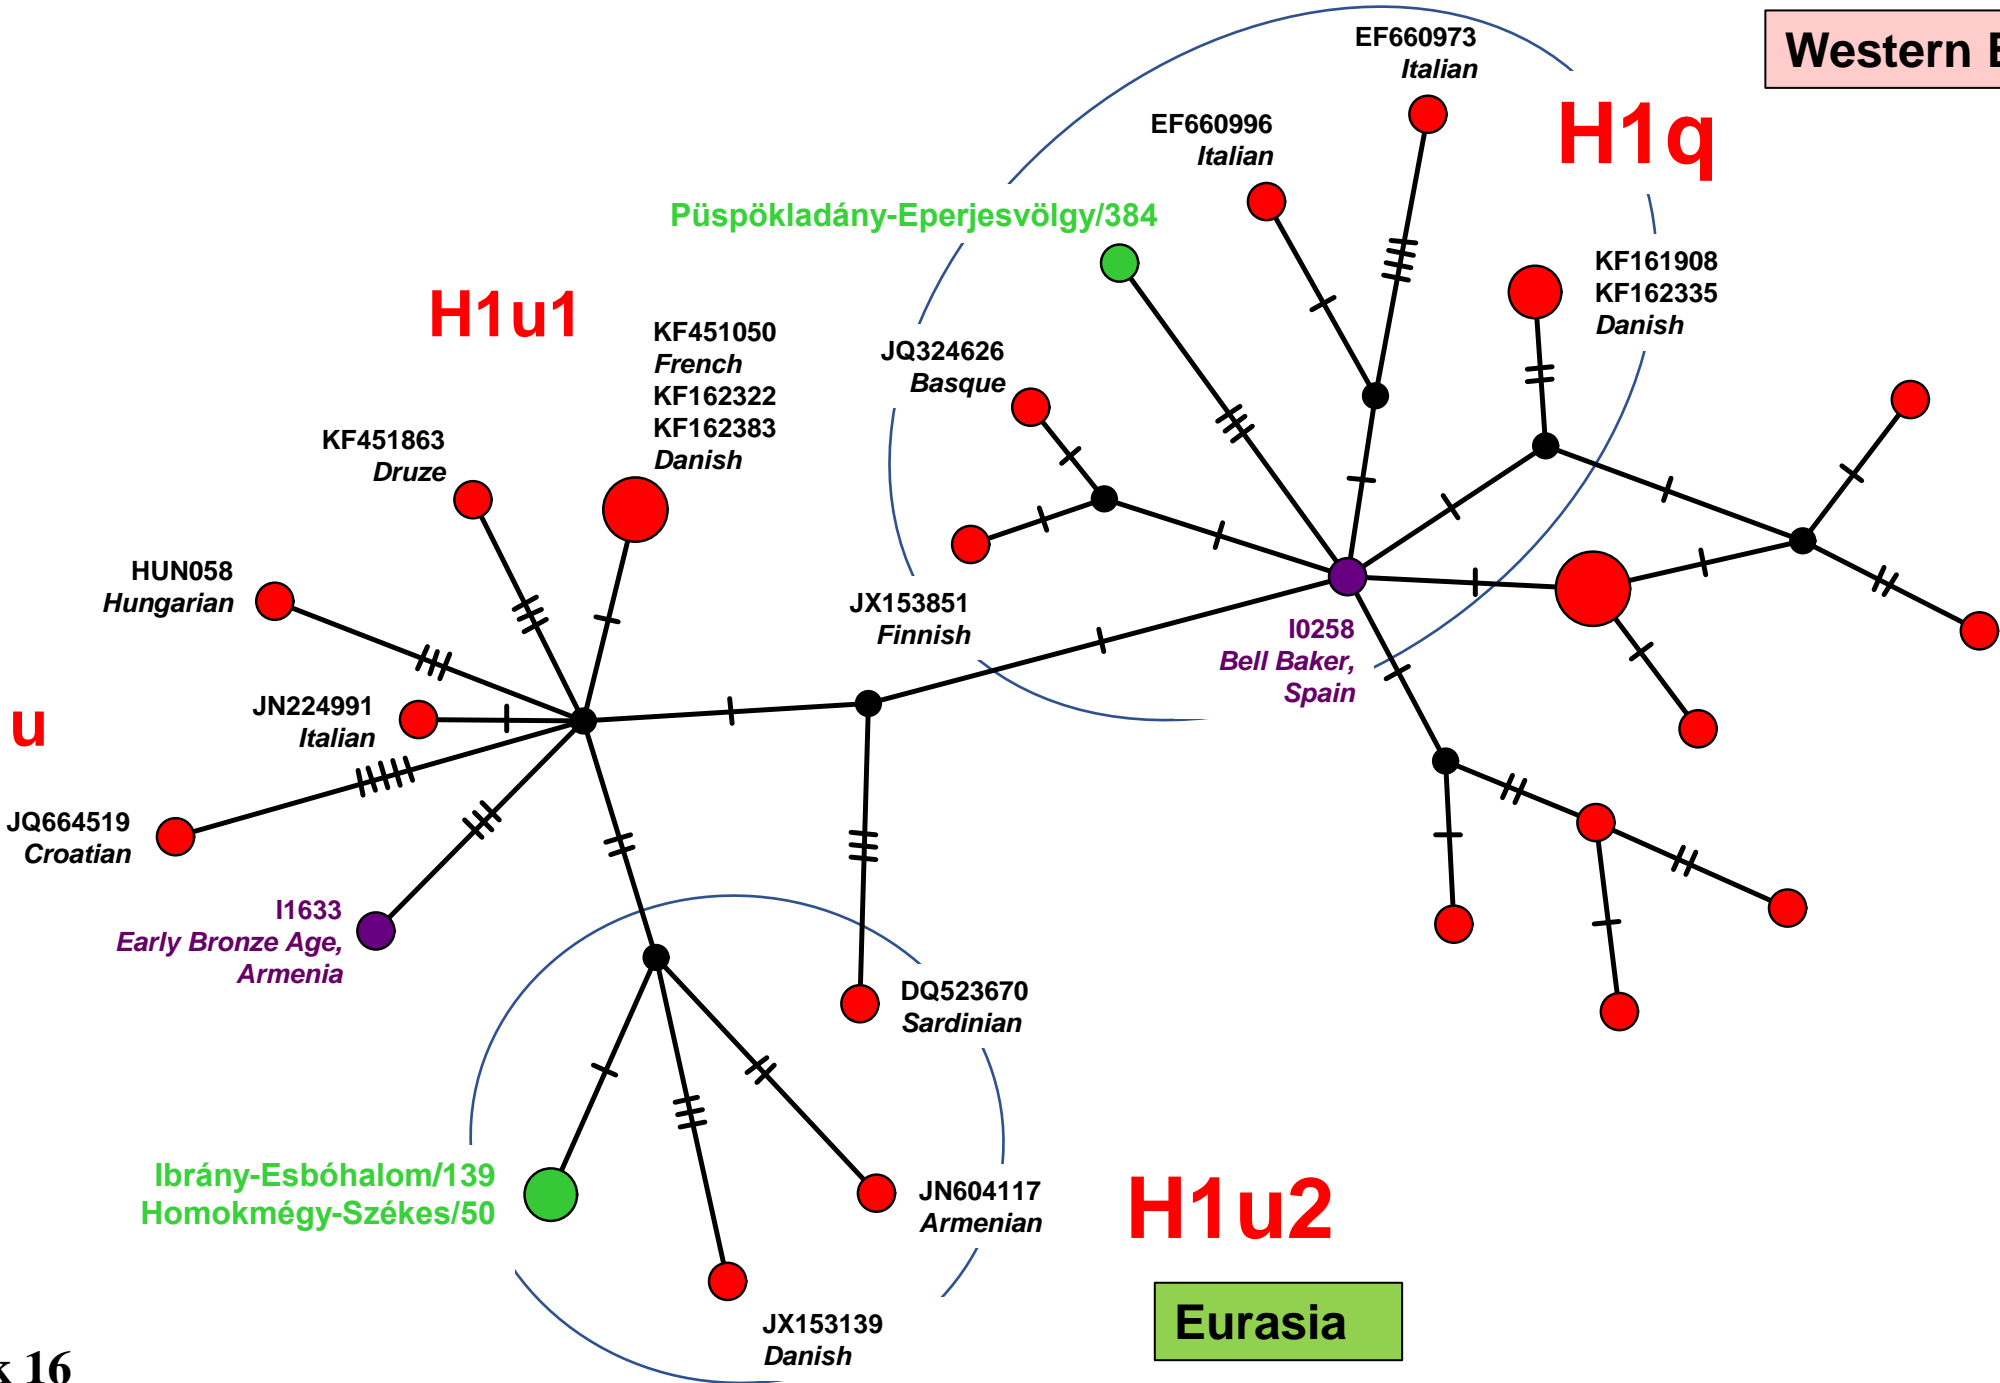 Western E
EF660973
Italian
H1q
EF660996
Italian
Püspökladány-Eperjesvölgy/384
KF161908
KF162335
Danish
H1u1
KF451050
French
KF162322
KF162383
Danish
JQ324626
Basque
KF451863
Druze
HUN058
Hungarian
JX153851
Finnish
I0258
Bell Baker,
Spain
u
JN224991
Italian
JQ664519
Croatian
I1633
Early Bronze Age,
Armenia
DQ523670
Sardinian
Ibrány-Esbóhalom/139
Homokmégy-Székes/50
JN604117
Armenian
H1u2
Eurasia
JX153139
Danish
k 16